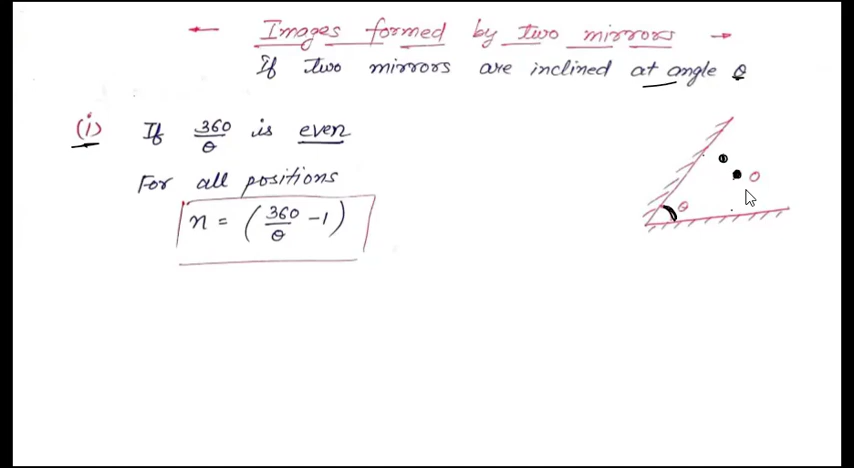 ← Images formed by two mirrors →
If two mirrors are inclined at angle θ
(i) If 360/θ is even
For all positions
n = (360/θ - 1)
O
θ